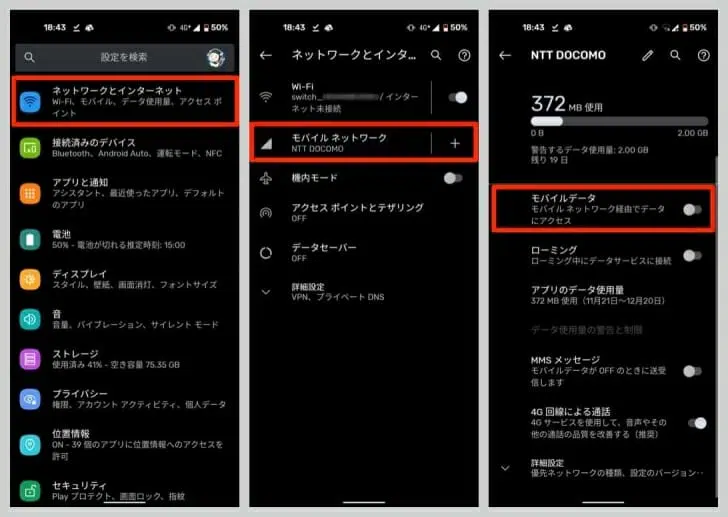 18:43
4G
50%
設定を検索
ネットワークとインターネット
Wi-Fi、モバイル、データ使用量、アクセス ポ
イント
接続済みのデバイス
Bluetooth、Android Auto、運転モード、NFC
アプリと通知
アシスタント、最近使ったアプリ、デフォルト
のアプリ
電池
50% - 電池が切れる推定時刻: 15:00
ディスプレイ
スタイル、壁紙、画面消灯、フォントサイズ
音
音量、バイブレーション、サイレント モード
ストレージ
使用済み 41% - 空き容量 75.35 GB
プライバシー
権限、アカウント アクティビティ、個人データ
位置情報
ON - 39 個のアプリに位置情報へのアクセスを
許可
セキュリティ
Play プロテクト、画面ロック、指紋
18:43
4G
50%
ネットワークとインタ...
Wi-Fi
switch_ / インター
ネット未接続
モバイル ネットワーク
NTT DOCOMO
機内モード
アクセス ポイントとテザリング
OFF
データセーバー
OFF
詳細設定
VPN、プライベート DNS
18:43
50%
NTT DOCOMO
372 MB 使用
0 B
2.00 GB
警告するデータ使用量: 2.00 GB
残り 19 日
モバイルデータ
モバイル ネットワーク経由でデータ
にアクセス
ローミング
ローミング中にデータサービスに接続
アプリのデータ使用量
372 MB 使用（11月21日〜12月20日）
データ使用量の警告と制限
MMS メッセージ
モバイルデータが OFF のときに送受
信します
4G 回線による通話
4G サービスを使用して、音声やその
他の通話の品質を改善する（推奨）
詳細設定
優先ネットワークの種類、設定のバージョン...